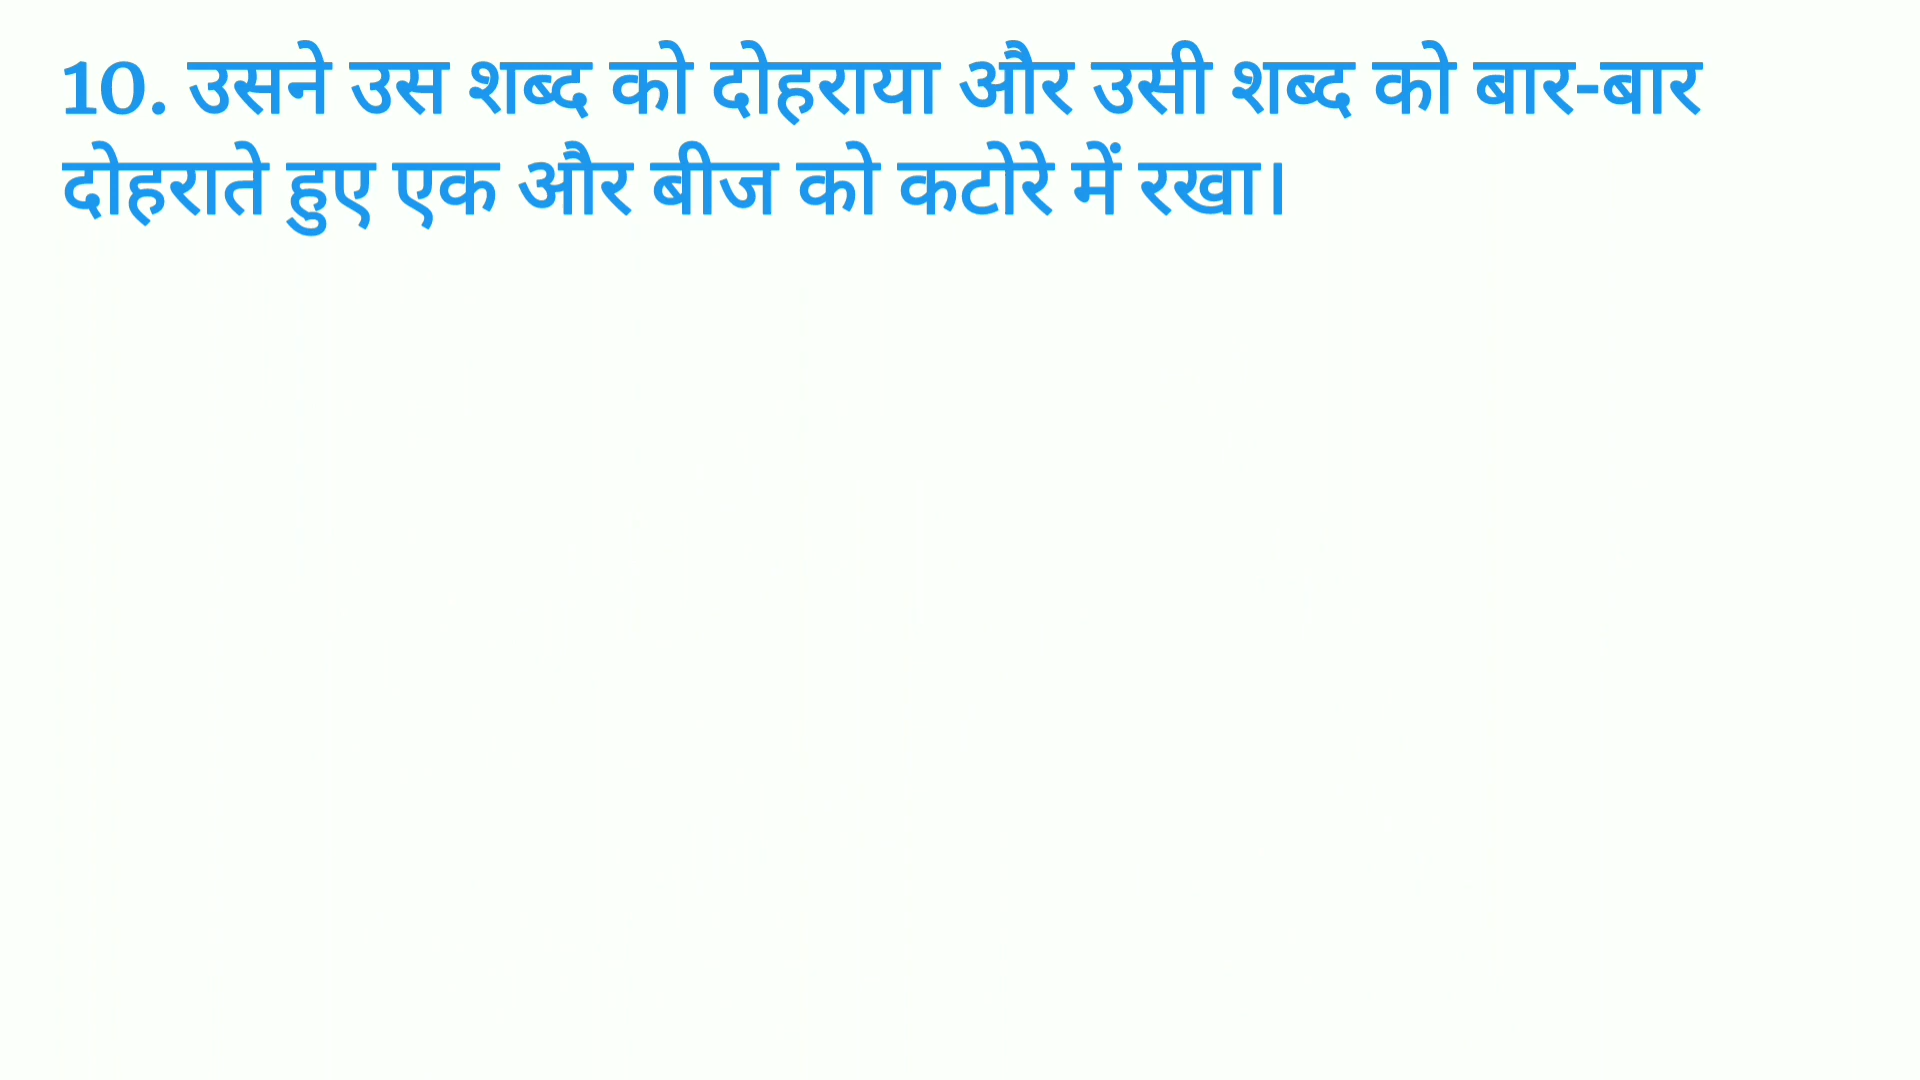 10. उसने उस शब्द को दोहराया और उसी शब्द को बार-बार
दोहराते हुए एक और बीज को कटोरे में रखा।